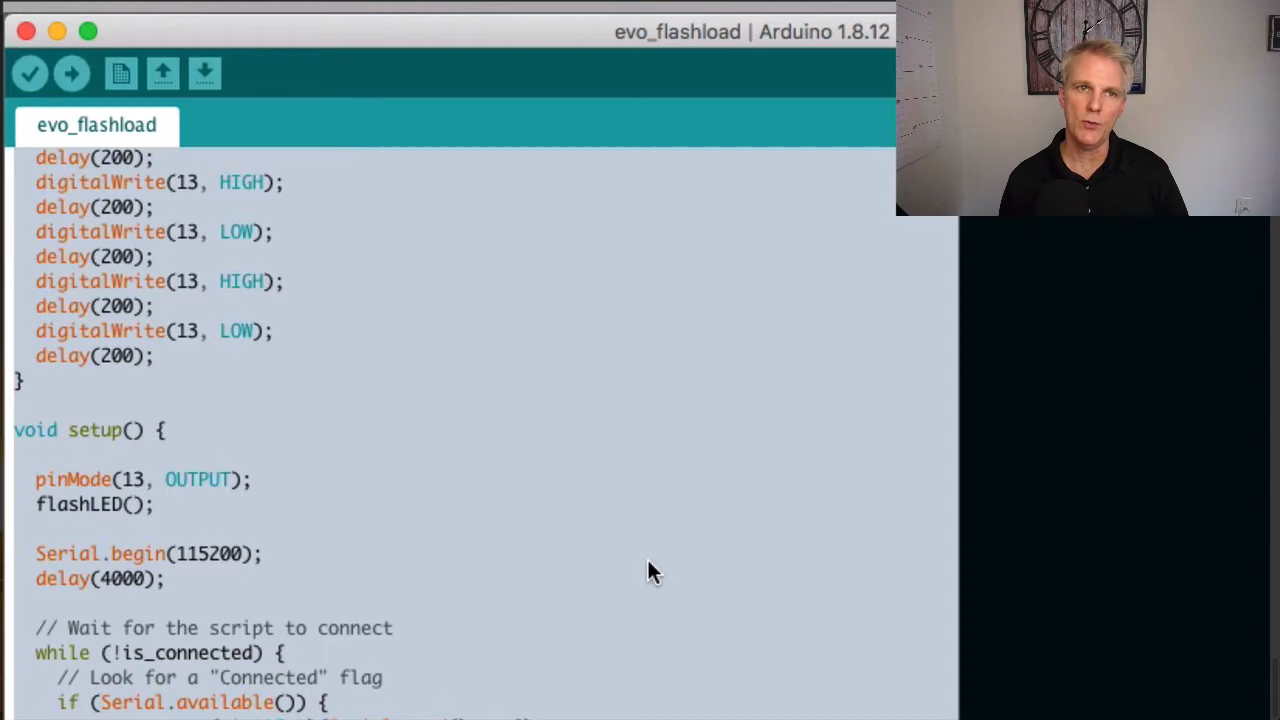 evo_flashload | Arduino 1.8.12
evo_flashload
delay(200);
digitalWrite(13, HIGH);
delay(200);
digitalWrite(13, LOW);
delay(200);
digitalWrite(13, HIGH);
delay(200);
digitalWrite(13, LOW);
delay(200);
}
void setup() {
pinMode(13, OUTPUT);
flashLED();
Serial.begin(115200);
delay(4000);
// Wait for the script to connect
while (!is_connected) {
// Look for a "Connected" flag
if (Serial.available()) {